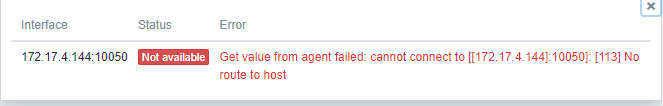 Interface Status Error
172.17.4.144:10050 Not available Get value from agent failed: cannot connect to [[172.17.4.144]:10050]: [113] No
route to host